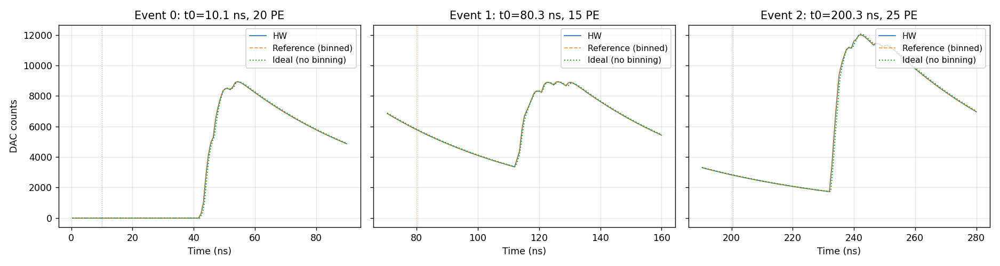 Event 0: t0=10.1 ns, 20 PE
Event 1: t0=80.3 ns, 15 PE
Event 2: t0=200.3 ns, 25 PE
HW
Reference (binned)
Ideal (no binning)
HW
Reference (binned)
Ideal (no binning)
HW
Reference (binned)
Ideal (no binning)
DAC counts
12000
10000
8000
6000
4000
2000
0
0 20 40 60 80
80 100 120 140 160
200 220 240 260 280
Time (ns)
Time (ns)
Time (ns)